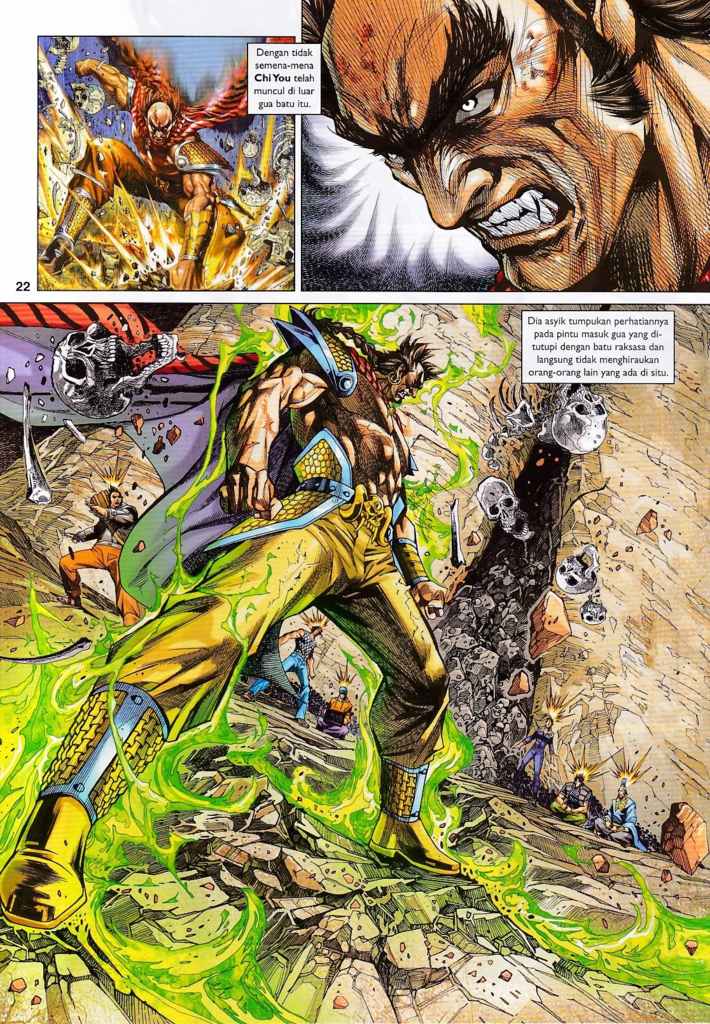 Dengan tidak
semena-mena
Chi You telah
muncul di luar
gua batu itu.
22
Dia asyik tumpukan perhatiannya
pada pintu masuk gua yang di-
tutupi dengan batu raksasa dan
langsung tidak menghiraukan
orang-orang lain yang ada di situ.